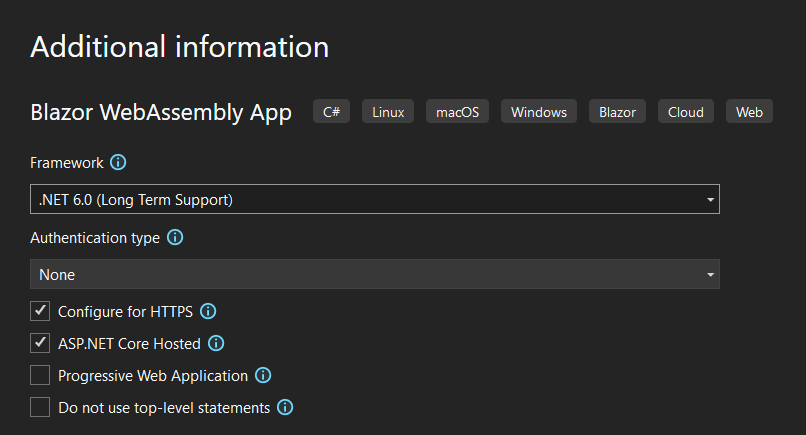 Additional information
Blazor WebAssembly App C# Linux macOS Windows Blazor Cloud Web
Framework
.NET 6.0 (Long Term Support)
Authentication type
None
Configure for HTTPS
ASP.NET Core Hosted
Progressive Web Application
Do not use top-level statements